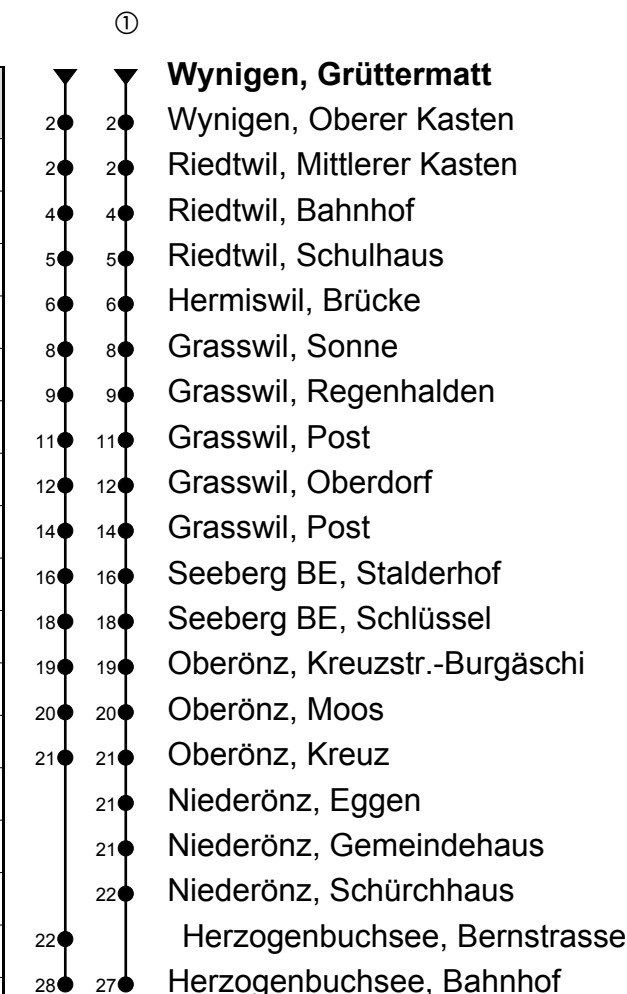 ①
Wynigen, Grüttermatt
2 2 Wynigen, Oberer Kasten
2 2 Riedtwil, Mittlerer Kasten
4 4 Riedtwil, Bahnhof
5 5 Riedtwil, Schulhaus
6 6 Hermiswil, Brücke
8 8 Grasswil, Sonne
9 9 Grasswil, Regenhalden
11 11 Grasswil, Post
12 12 Grasswil, Oberdorf
14 14 Grasswil, Post
16 16 Seeberg BE, Stalderhof
18 18 Seeberg BE, Schlüssel
19 19 Oberönz, Kreuzstr.-Burgäschi
20 20 Oberönz, Moos
21 21 Oberönz, Kreuz
21 Niederönz, Eggen
21 Niederönz, Gemeindehaus
22 Niederönz, Schürchhaus
22 Herzogenbuchsee, Bernstrasse
28 27 Herzogenbuchsee, Bahnhof